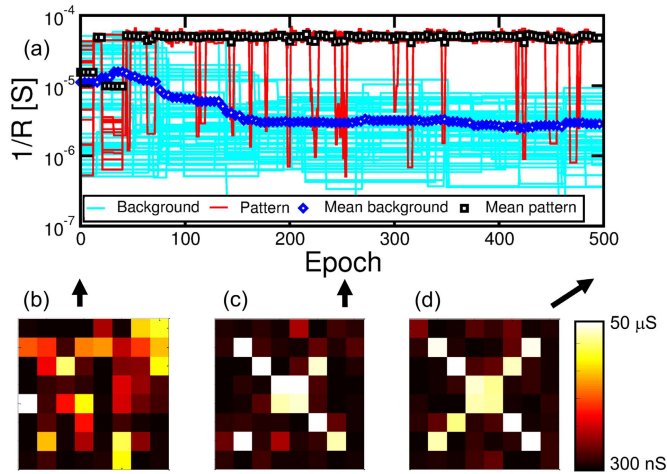 (a)
1/R [S]
10⁻⁴
10⁻⁵
10⁻⁶
10⁻⁷
Background Pattern Mean background Mean pattern
0 100 200 300 400 500
Epoch
(b) (c) (d)
50 μS
300 nS